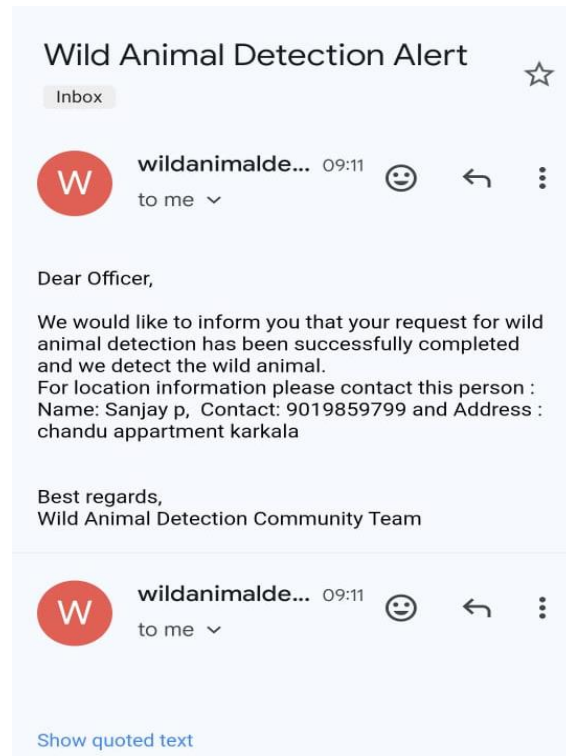 Wild Animal Detection Alert
Inbox
W
wildanimalde... 09:11
to me
Dear Officer,
We would like to inform you that your request for wild
animal detection has been successfully completed
and we detect the wild animal.
For location information please contact this person :
Name: Sanjay p, Contact: 9019859799 and Address :
chandu appartment karkala
Best regards,
Wild Animal Detection Community Team
W
wildanimalde... 09:11
to me
Show quoted text